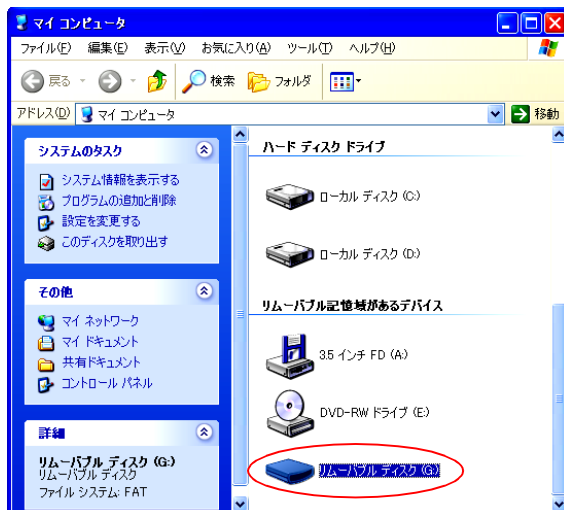 マイ コンピュータ
ファイル(F) 編集(E) 表示(V) お気に入り(A) ツール(T) ヘルプ(H)
戻る 検索 フォルダ
アドレス(D) マイ コンピュータ 移動
システムのタスク
システム情報を表示する
プログラムの追加と削除
設定を変更する
このディスクを取り出す
その他
マイ ネットワーク
マイ ドキュメント
共有ドキュメント
コントロール パネル
詳細
リムーバブル ディスク (G:)
リムーバブル ディスク
ファイル システム: FAT
ハード ディスク ドライブ
ローカル ディスク (C:)
ローカル ディスク (D:)
リムーバブル記憶域があるデバイス
3.5 インチ FD (A:)
DVD-RW ドライブ (E:)
リムーバブル ディスク (G:)